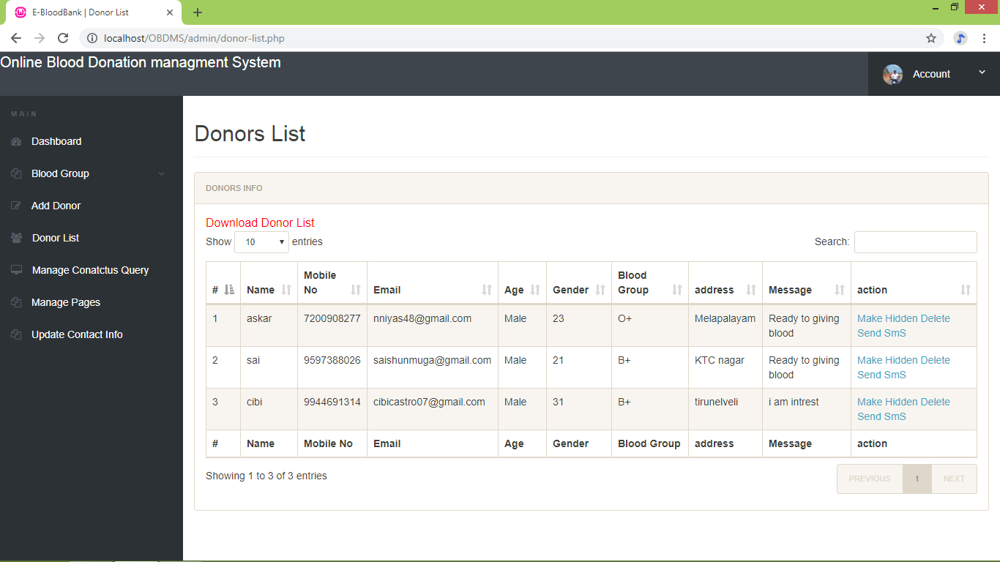 E-BloodBank | Donor List
localhost/OBDMS/admin/donor-list.php
Online Blood Donation managment System
Account
MAIN
Dashboard
Blood Group
Add Donor
Donor List
Manage Conatctus Query
Manage Pages
Update Contact Info
Donors List
DONORS INFO
Download Donor List
Show 10 entries Search:
# Name Mobile No Email Age Gender Blood Group address Message action
1 askar 7200908277 nniyas48@gmail.com Male 23 O+ Melapalayam Ready to giving blood Make Hidden Delete Send SmS
2 sai 9597388026 saishunmuga@gmail.com Male 21 B+ KTC nagar Ready to giving blood Make Hidden Delete Send SmS
3 cibi 9944691314 cibicastro07@gmail.com Male 31 B+ tirunelveli i am intrest Make Hidden Delete Send SmS
# Name Mobile No Email Age Gender Blood Group address Message action
Showing 1 to 3 of 3 entries
PREVIOUS 1 NEXT